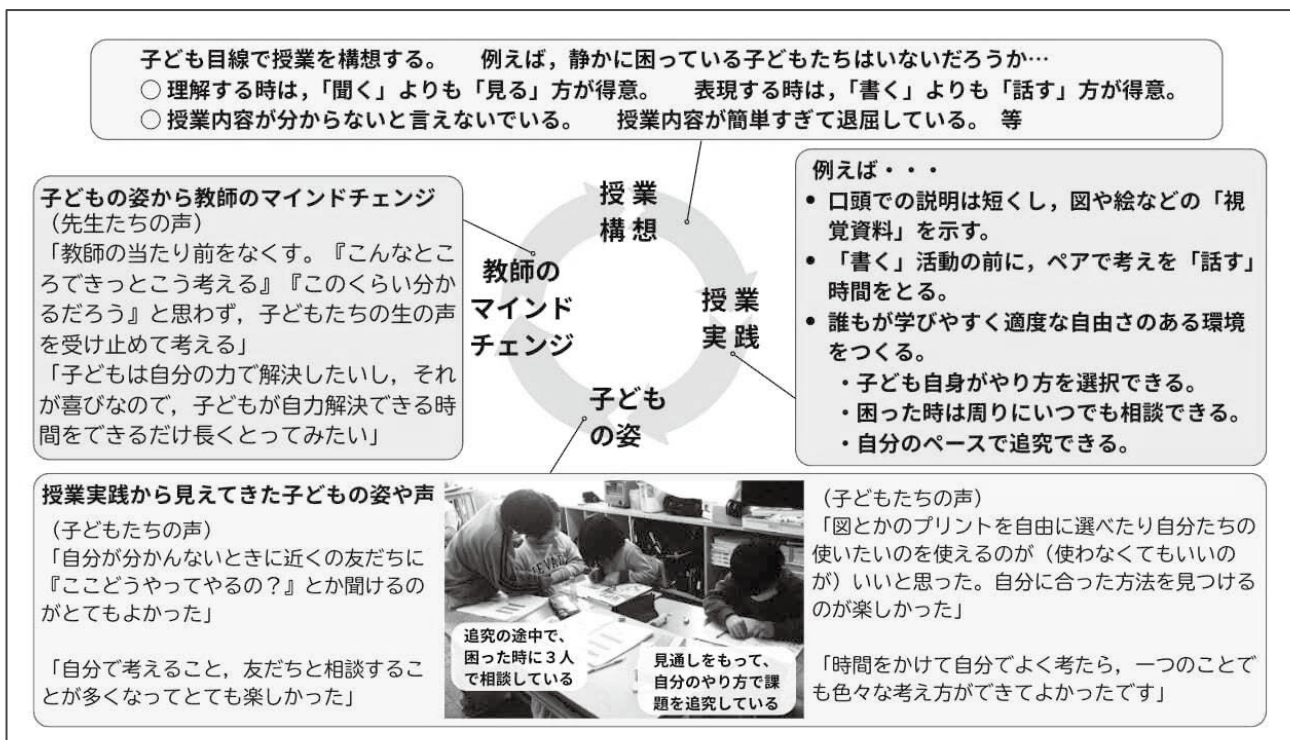 子ども目線で授業を構想する。　例えば，静かに困っている子どもたちはいないだろうか…
○ 理解する時は，「聞く」よりも「見る」方が得意。　表現する時は，「書く」よりも「話す」方が得意。
○ 授業内容が分からないと言えないでいる。　授業内容が簡単すぎて退屈している。 等
子どもの姿から教師のマインドチェンジ
（先生たちの声）
「教師の当たり前をなくす。『こんなとこ
ろできっとこう考える』『このくらい分か
るだろう』と思わず，子どもたちの生の声
を受け止めて考える」
「子どもは自分の力で解決したいし，それ
が喜びなので，子どもが自力解決できる時
間をできるだけ長くとってみたい」
授業
構想
教師の
マインド
チェンジ
授業
実践
子ども
の姿
例えば・・・
• 口頭での説明は短くし，図や絵などの「視
覚資料」を示す。
• 「書く」活動の前に，ペアで考えを「話す」
時間をとる。
• 誰もが学びやすく適度な自由さのある環境
をつくる。
・子ども自身がやり方を選択できる。
・困った時は周りにいつでも相談できる。
・自分のペースで追究できる。
授業実践から見えてきた子どもの姿や声
（子どもたちの声）
「自分が分かんないときに近くの友だちに
『ここどうやってやるの？』とか聞けるの
がとてもよかった」
「自分で考えること，友だちと相談するこ
とが多くなってとても楽しかった」
追究の途中で、
困った時に３人
で相談している
見通しをもって、
自分のやり方で課
題を追究している
（子どもたちの声）
「図とかのプリントを自由に選べたり自分たちの
使いたいのを使えるのが（使わなくてもいいの
が）いいと思った。自分に合った方法を見つける
のが楽しかった」
「時間をかけて自分でよく考たら，一つのことで
も色々な考え方ができてよかったです」